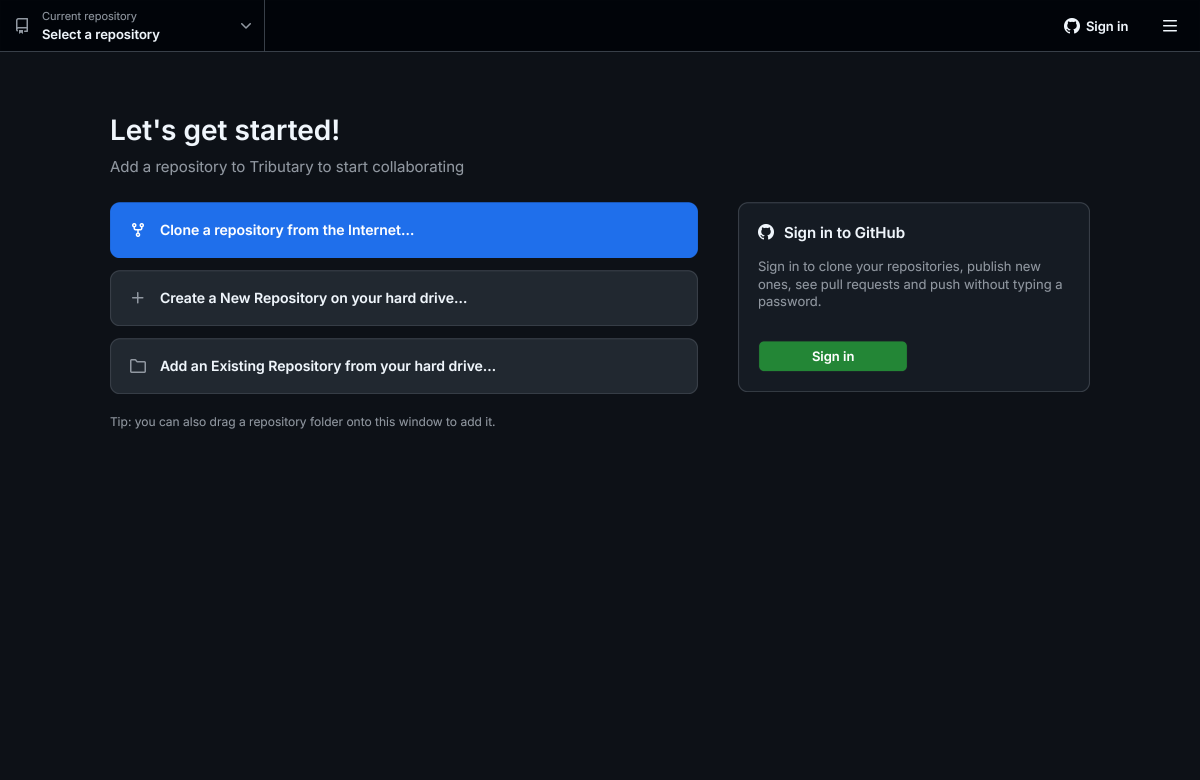 Current repository
Select a repository
Sign in
Let's get started!
Add a repository to Tributary to start collaborating
Clone a repository from the Internet...
Create a New Repository on your hard drive...
Add an Existing Repository from your hard drive...
Tip: you can also drag a repository folder onto this window to add it.
Sign in to GitHub
Sign in to clone your repositories, publish new
ones, see pull requests and push without typing a
password.
Sign in